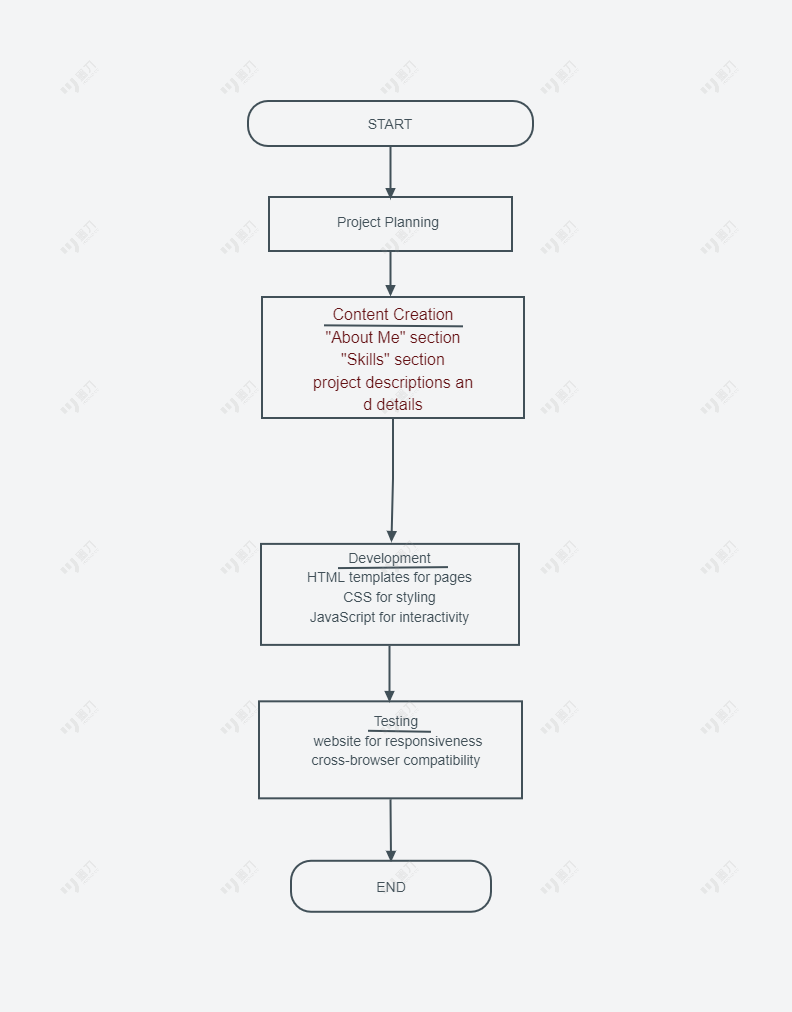 START
Project Planning
Content Creation
"About Me" section
"Skills" section
project descriptions an
d details
Development
HTML templates for pages
CSS for styling
JavaScript for interactivity
Testing
website for responsiveness
cross-browser compatibility
END